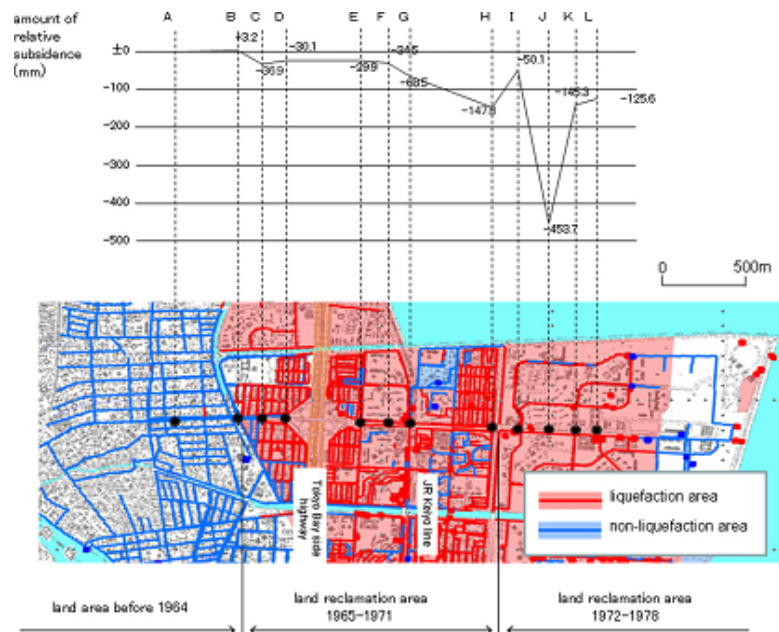 amount of
relative
subsidence
(mm)
A B C D E F G H I J K L
±0
-100
-200
-300
-400
-500
+3.2
-36.9
-30.1
-29.9
-34.5
-68.5
-147.8
-50.1
-453.7
-145.3
-125.6
0 500m
Tokyo Bay side
highway
JR Keiyo line
liquefaction area
non-liquefaction area
land area before 1964
land reclamation area
1965-1971
land reclamation area
1972-1978